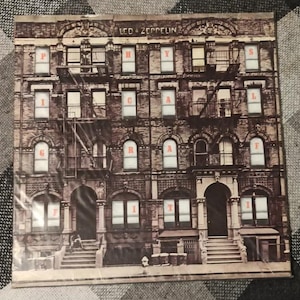 LED ZEPPELIN
P H Y S
I C A L
G R A F
F I T I